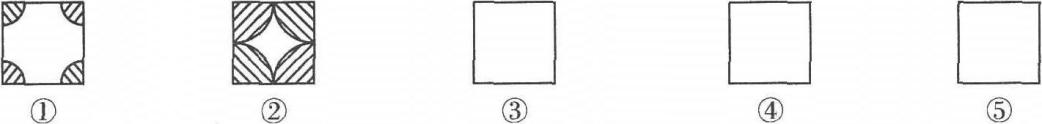 ① ② ③ ④ ⑤